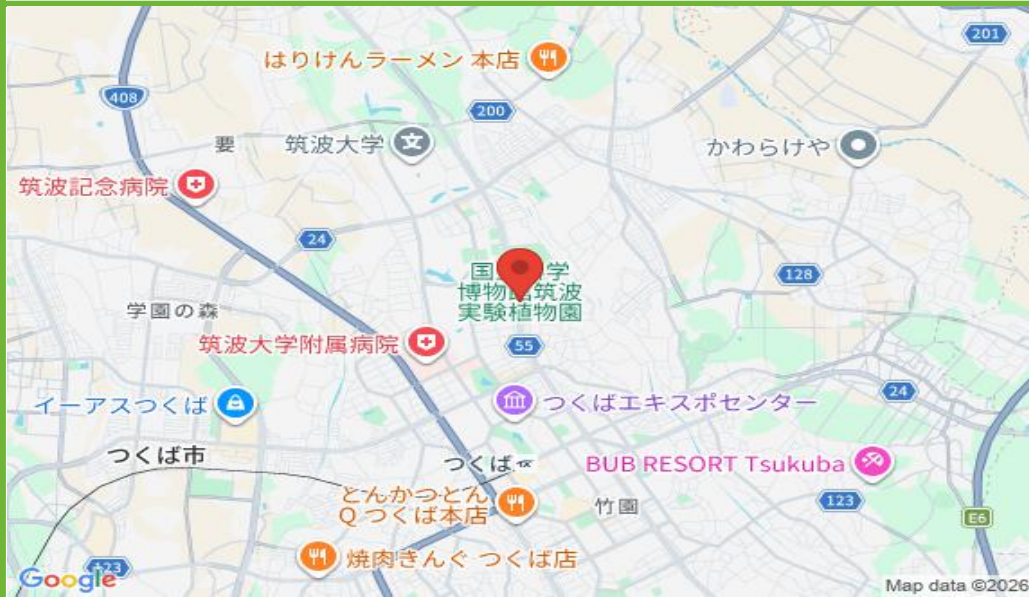 はりけんラーメン 本店
201
408
200
要
筑波大学
文
かわらけや
筑波記念病院
24
128
国
学
博物
筑波
実験植物園
学園の森
筑波大学附属病院
55
24
イーアスつくば
つくばエキスポセンター
つくば市
つくば
BUB RESORT Tsukuba
とんかつとん
Q つくば本店
竹園
123
E6
焼肉きんぐ つくば店
123
Google
Map data ©2026